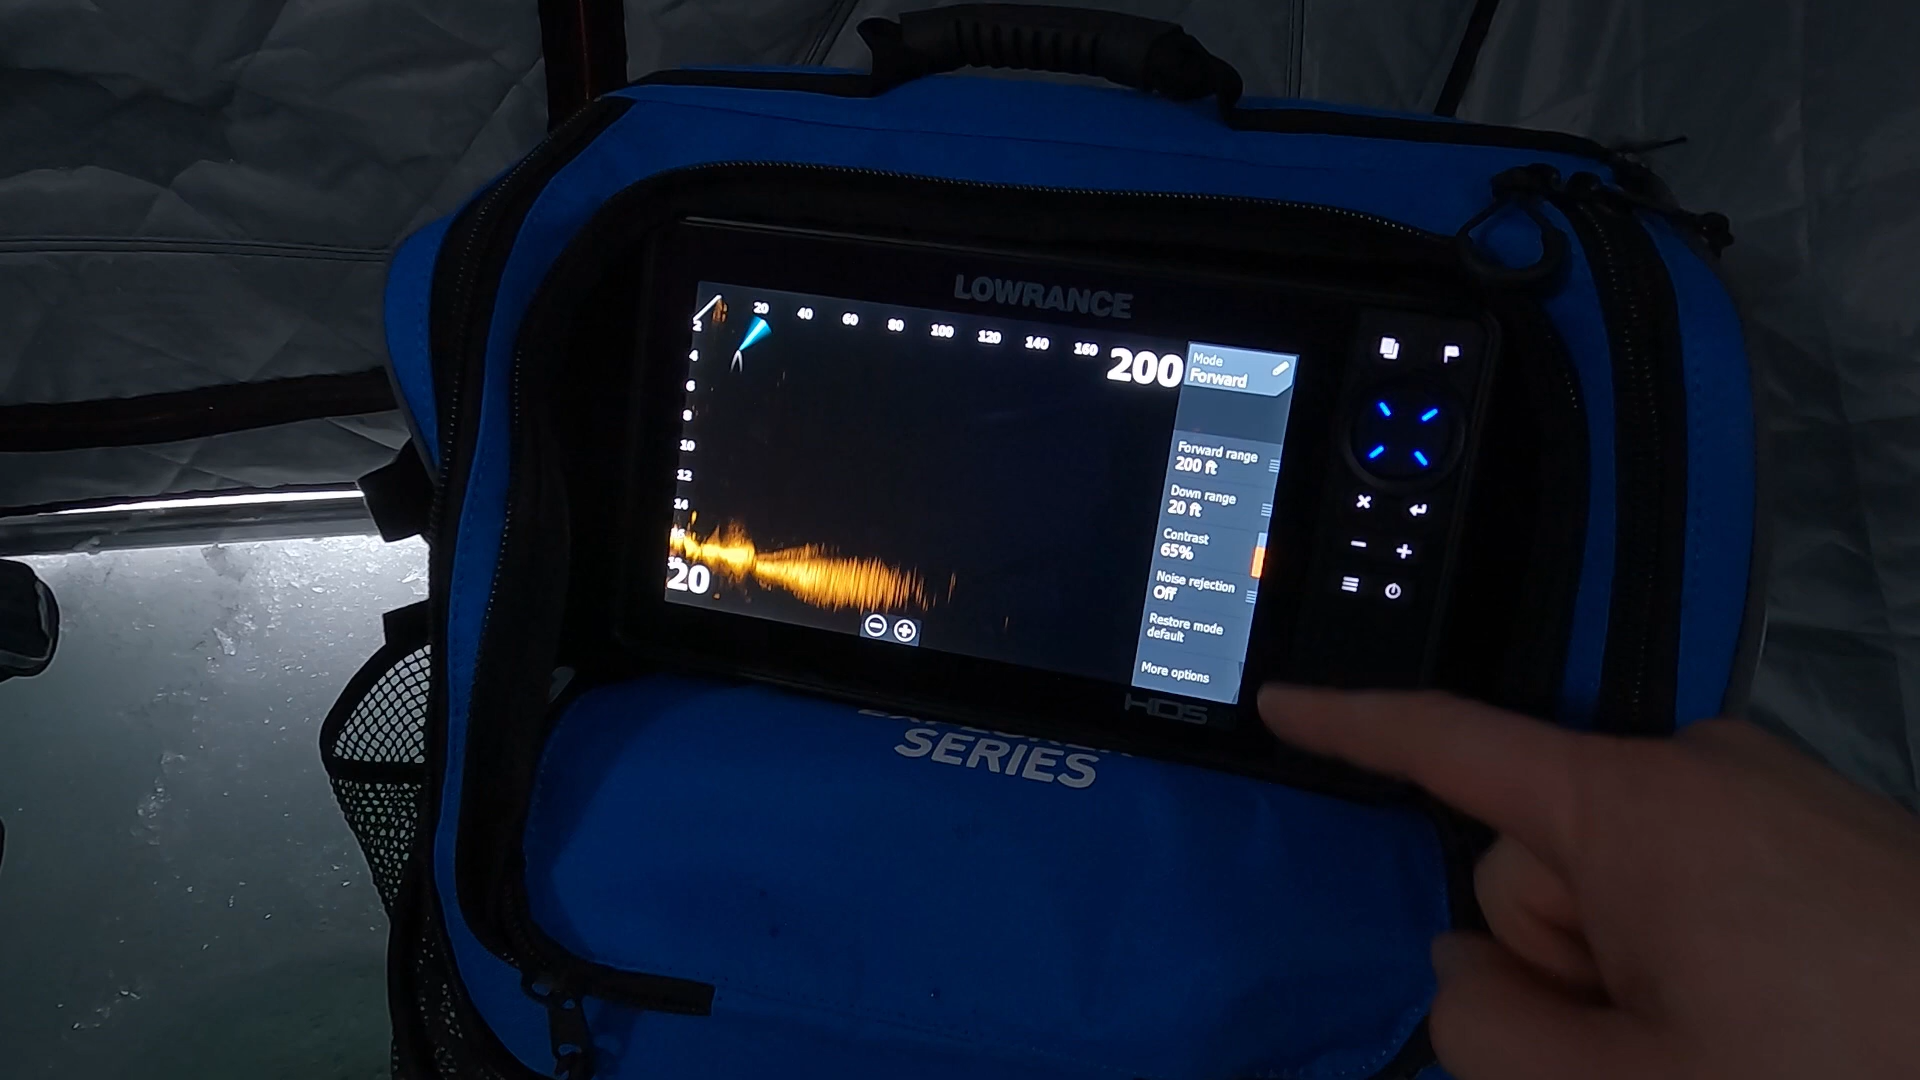 LOWRANCE
20 40 60 80 100 120 140 160 200
2
4
6
8
10
12
14
20
Mode
Forward
Forward range
200 ft
Down range
20 ft
Contrast
65%
Noise rejection
Off
Restore mode
default
More options
HDS
SERIES